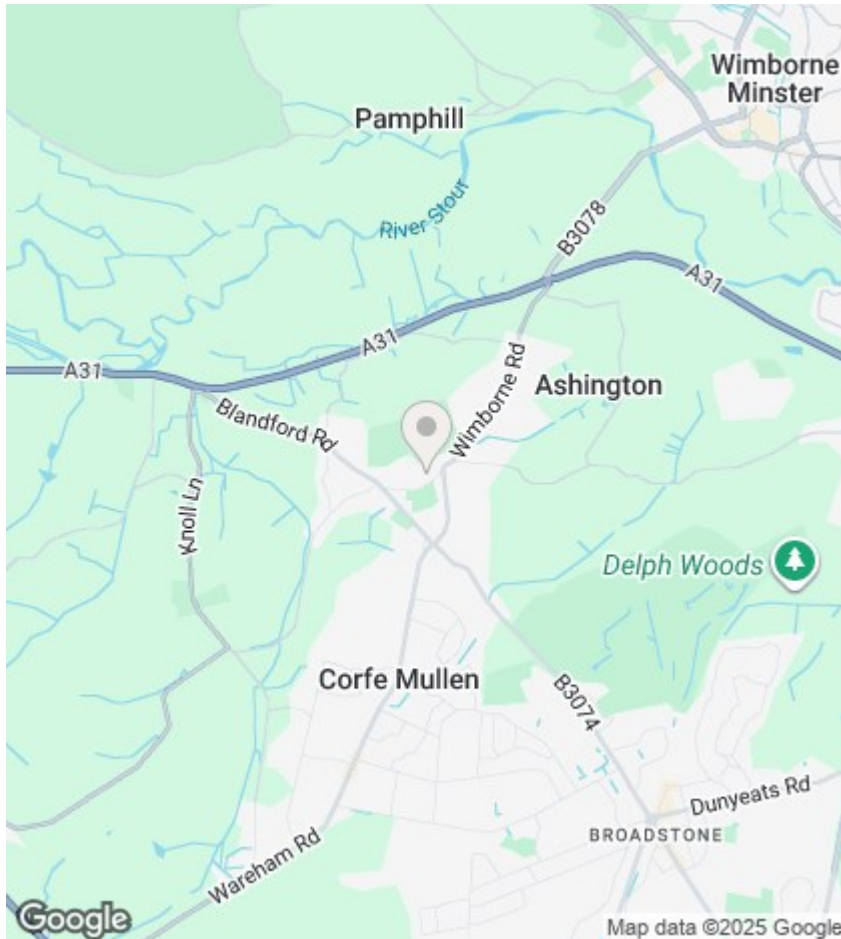 Wimborne
Minster
Pamphill
River Stour
B3078
A31
A31
A31
Wimborne Rd
Ashington
Blandford Rd
Knoll Ln
Delph Woods
Corfe Mullen
B3074
Dunyeats Rd
BROADSTONE
Wareham Rd
Google
Map data ©2025 Google